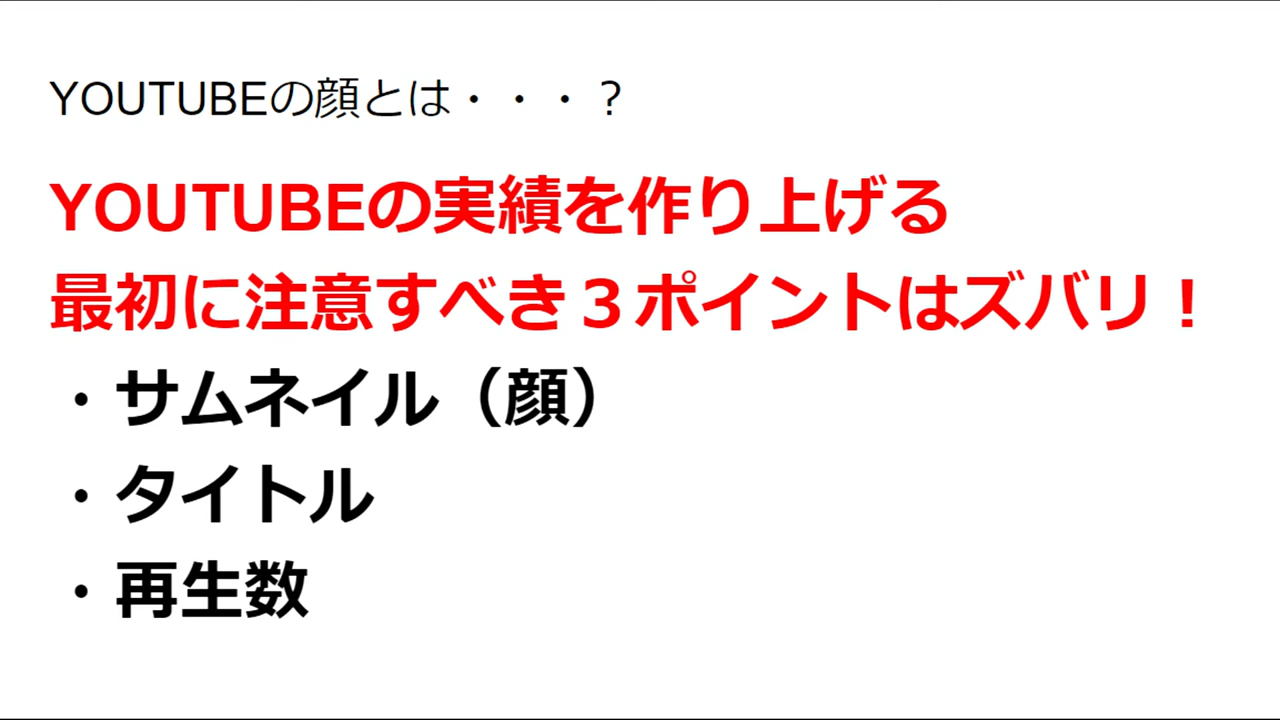 YOUTUBEの顔とは・・・？
YOUTUBEの実績を作り上げる
最初に注意すべき３ポイントはズバリ！
・サムネイル（顔）
・タイトル
・再生数